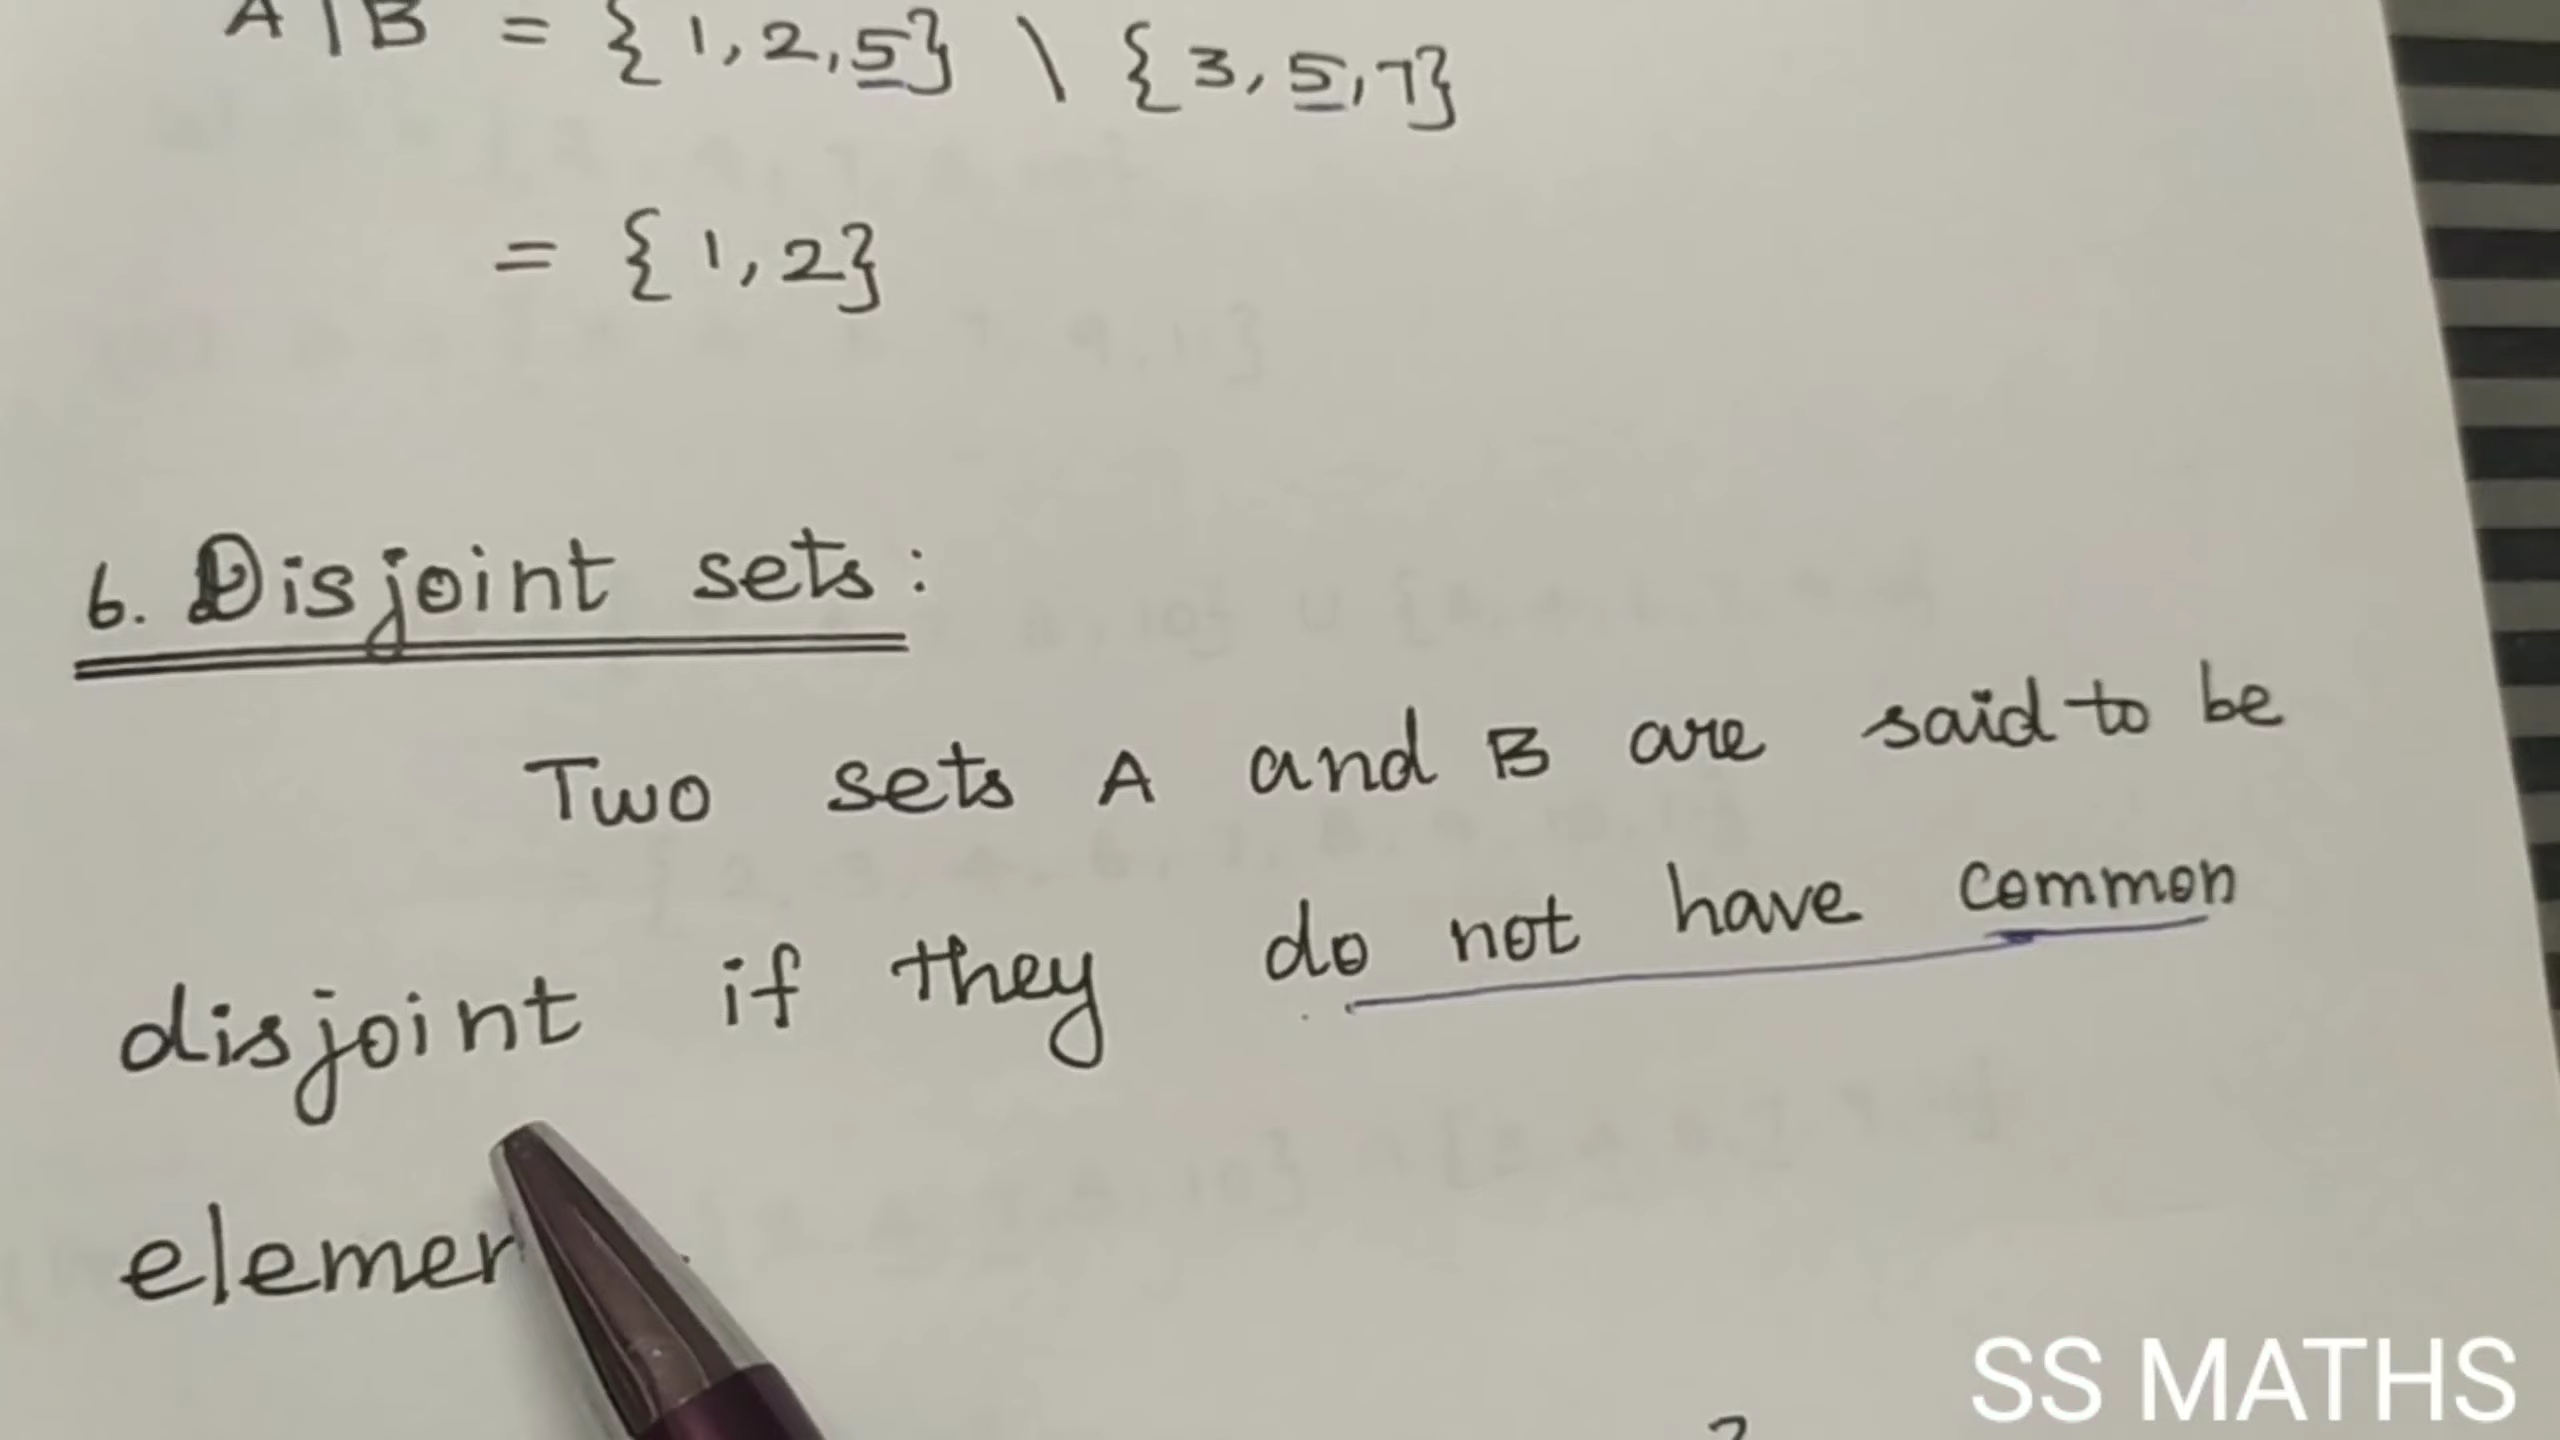 A | B = { 1, 2, 5} \ { 3, 5, 7}
= { 1, 2}
6. Disjoint sets :
Two sets A and B are said to be
disjoint if they do not have common
SS MATHS